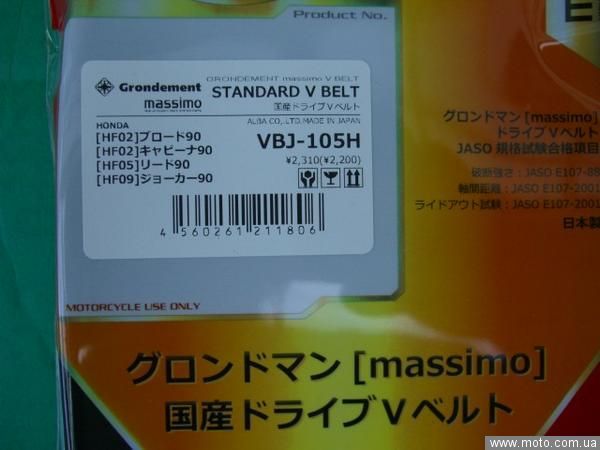 Product No.
E
Grondement
massimo
GRONDEMENT massimo V BELT
STANDARD V BELT
国産ドライブVベルト
ALBA CO,.LTD.MADE IN JAPAN
HONDA
[HF02]ブロード90
[HF02]キャビーナ90
[HF05]リード90
[HF09]ジョーカー90
VBJ-105H
¥2,310(¥2,200)
4 560261 211806
MOTORCYCLE USE ONLY
グロンドマン[massimo]
ドライブVベルト
JASO 規格試験合格項目
破断強さ : JASO E107-88
軸間距離 : JASO E107-2001
ライドアウト試験 : JASO E107-2001
日本製
グロンドマン[massimo]
国産ドライブVベルト
www.moto.com.ua